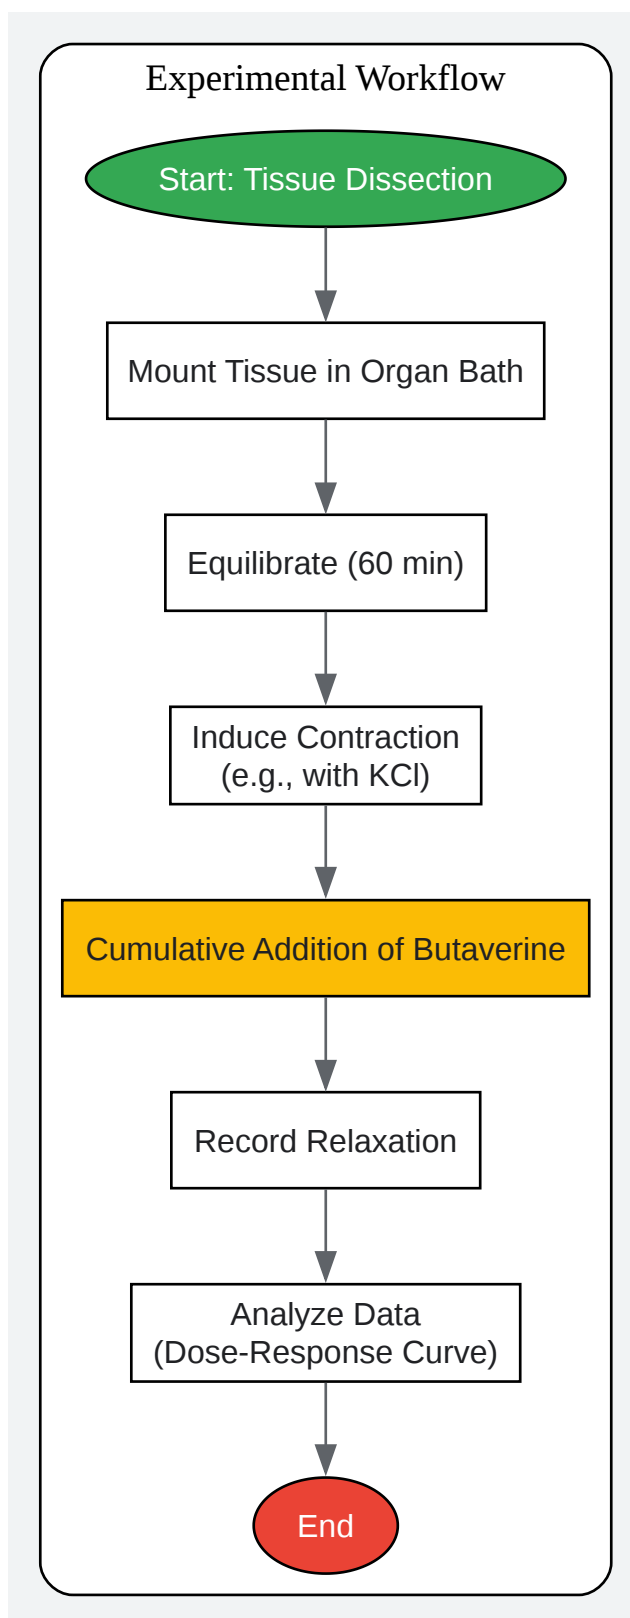 Experimental Workflow
Start: Tissue Dissection
Mount Tissue in Organ Bath
Equilibrate (60 min)
Induce Contraction
(e.g., with KCl)
Cumulative Addition of Butaverine
Record Relaxation
Analyze Data
(Dose-Response Curve)
End